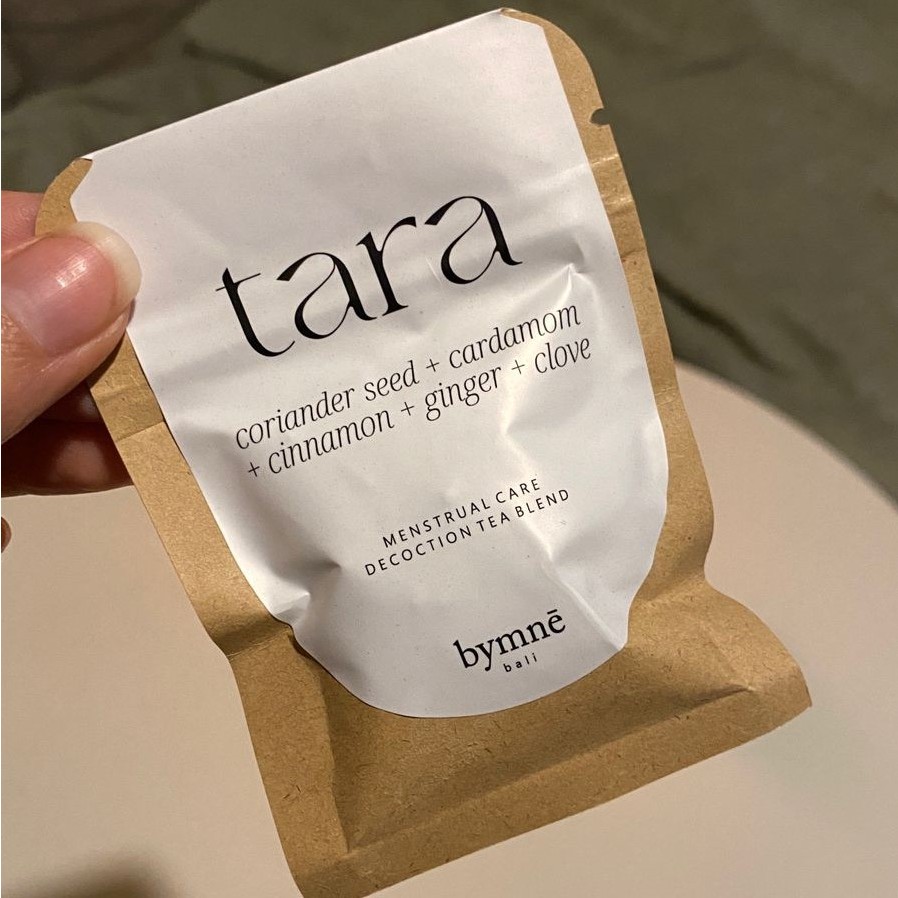 tara
coriander seed + cardamom
+ cinnamon + ginger + clove
MENSTRUAL CARE
DECOCTION TEA BLEND
bymnē
bali